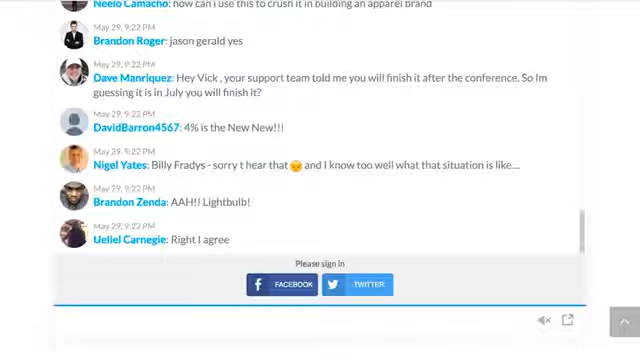 Neelo Camacho: how can i use this to crush it in building an apparel brand
May 29, 9:22 PM
Brandon Roger: jason gerald yes
May 29, 9:22 PM
Dave Manriquez: Hey Vick , your support team told me you will finish it after the conference. So Im
guessing it is in July you will finish it?
May 29, 9:22 PM
DavidBarron4567: 4% is the New New!!!
May 29, 9:22 PM
Nigel Yates: Billy Fradys - sorry t hear that 😔 and I know too well what that situation is like....
May 29, 9:22 PM
Brandon Zenda: AAH!! Lightbulb!
May 29, 9:22 PM
Ueliel Carnegie: Right I agree
Please sign in
FACEBOOK TWITTER